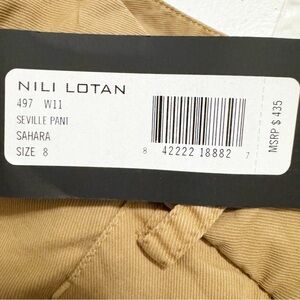 NILI LOTAN
497 W11
SEVILLE PANT
SAHARA
SIZE 8
8 42222 18882 7
MSRP $ 435